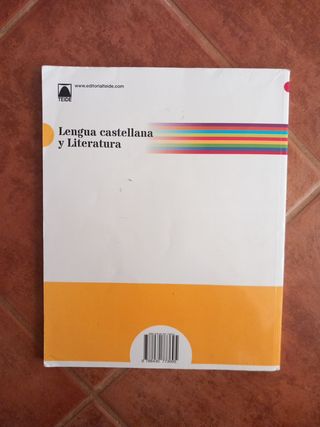 www.editorialteide.com
TEIDE
Lengua castellana
y Literatura